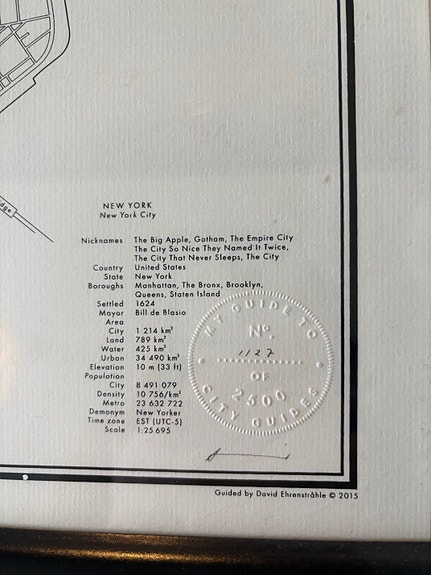 dge
NEW YORK
New York City
Nicknames The Big Apple, Gotham, The Empire City
The City So Nice They Named It Twice,
The City That Never Sleeps, The City
Country United States
State New York
Boroughs Manhattan, The Bronx, Brooklyn,
Queens, Staten Island
Settled 1624
Mayor Bill de Blasio
Area
City 1 214 km²
Land 789 km²
Water 425 km²
Urban 34 490 km²
Elevation 10 m (33 ft)
Population
City 8 491 079
Density 10 756/km²
Metro 23 632 722
Demonym New Yorker
Time zone EST (UTC-5)
Scale 1:25 695
MY GUIDE TO
No.
1127
OF
2500
CITY GUIDES
Guided by David Ehrenstråhle © 2015